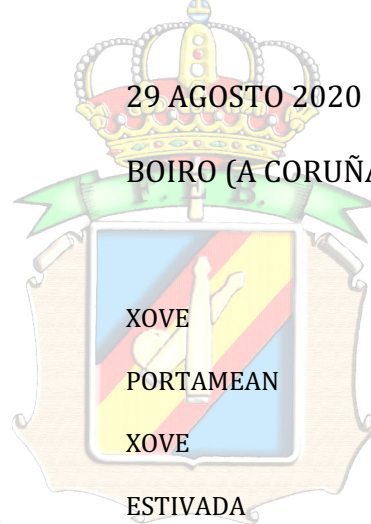 29 AGOSTO 2020
BOIRO (A CORUÑA
F. B.
XOVE
PORTAMEAN
XOVE
ESTIVADA